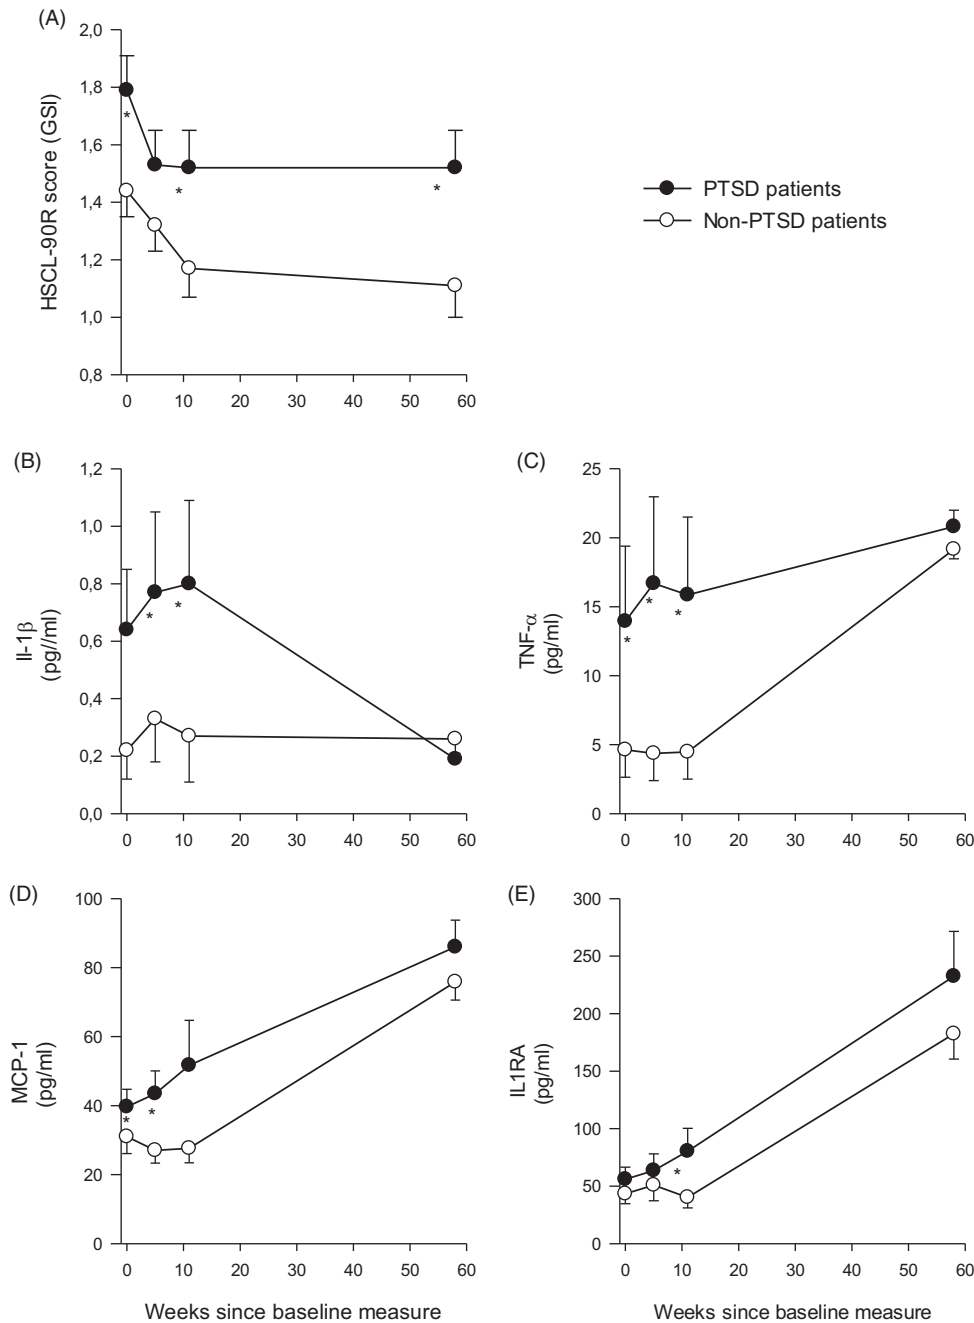 (A)
HSCL-90R score (GSI)
2,0
1,8
1,6
1,4
1,2
1,0
0,8
*
*
*
0 10 20 30 40 50 60
PTSD patients
Non-PTSD patients
(B)
Il-1β
(pg//ml)
1,2
1,0
0,8
0,6
0,4
0,2
0,0
*
*
0 10 20 30 40 50 60
(C)
TNF-α
(pg/ml)
25
20
15
10
5
0
*
*
*
0 10 20 30 40 50 60
(D)
MCP-1
(pg/ml)
100
80
60
40
20
0
*
*
0 10 20 30 40 50 60
Weeks since baseline measure
(E)
IL1RA
(pg/ml)
300
250
200
150
100
50
0
*
0 10 20 30 40 50 60
Weeks since baseline measure